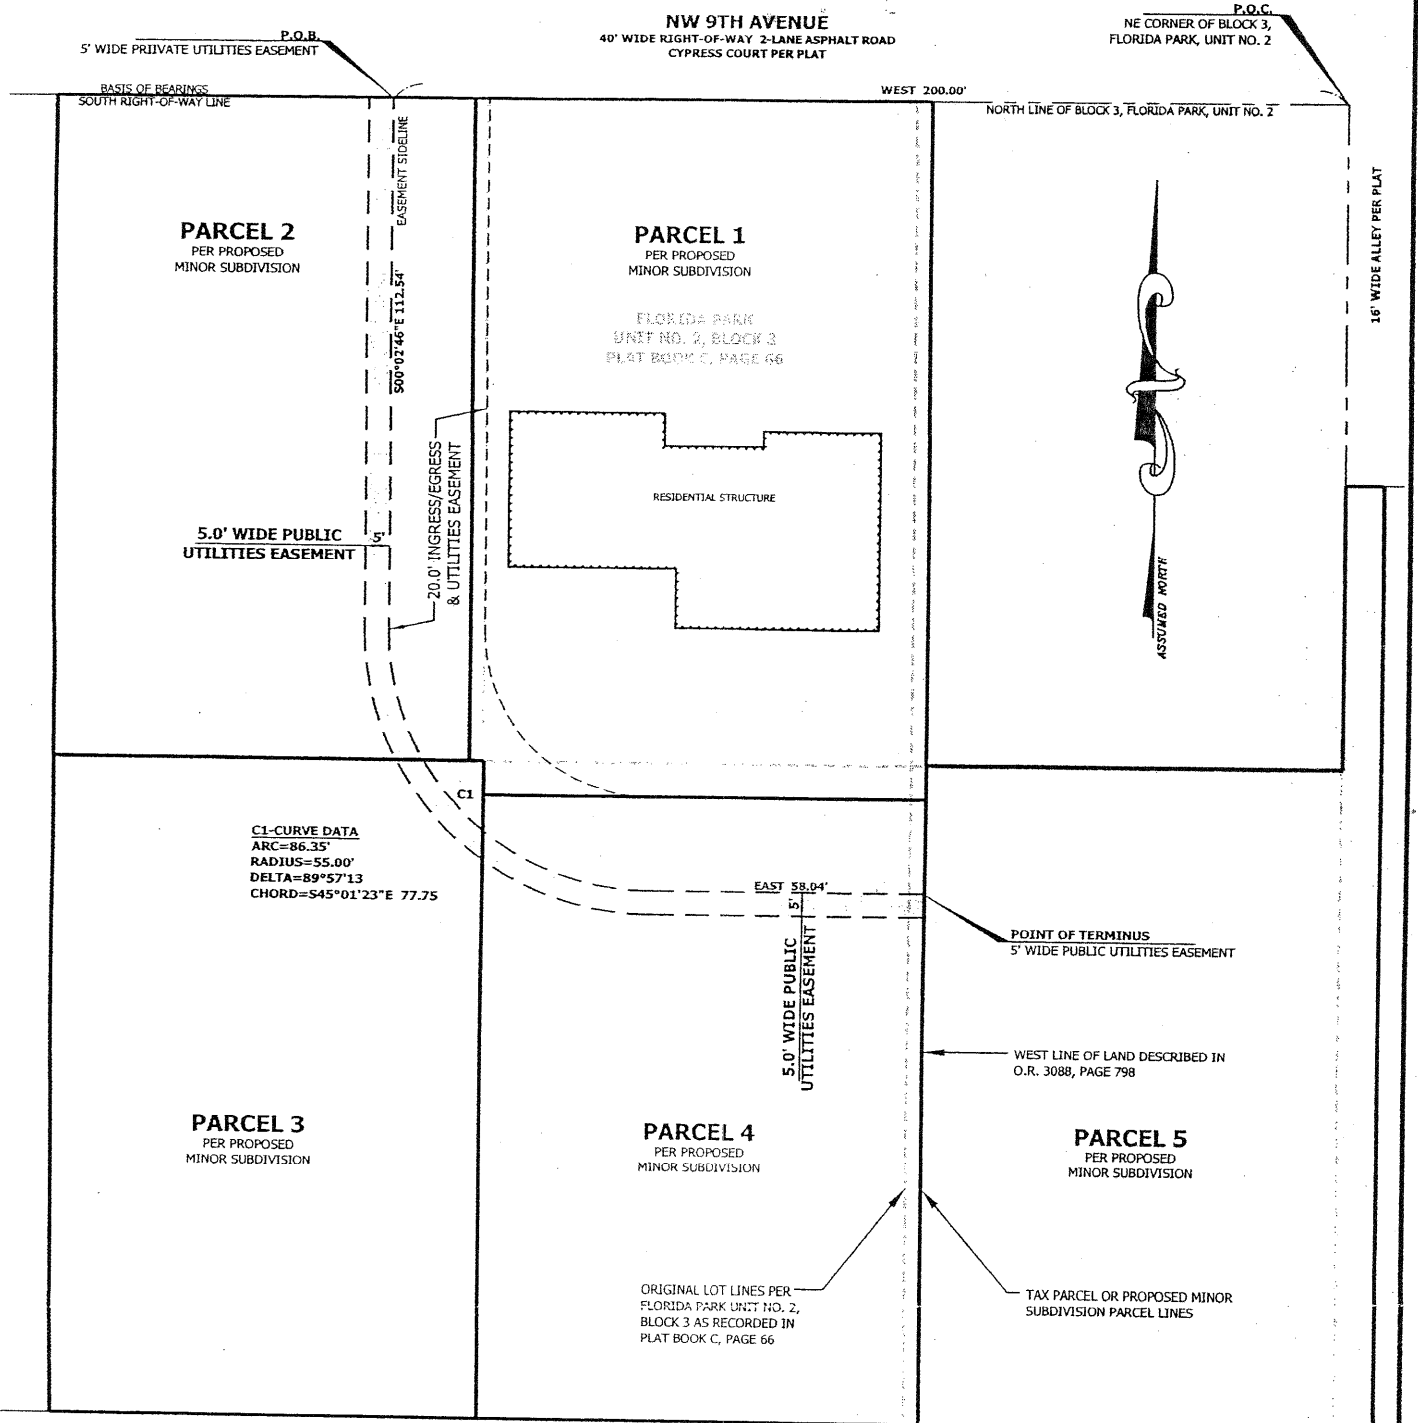 NW 9TH AVENUE
40' WIDE RIGHT-OF-WAY 2-LANE ASPHALT ROAD
CYPRESS COURT PER PLAT
P.O.B.
5' WIDE PRIIVATE UTILITIES EASEMENT
P.O.C.
NE CORNER OF BLOCK 3,
FLORIDA PARK, UNIT NO. 2
BASIS OF BEARINGS
SOUTH RIGHT-OF-WAY LINE
WEST 200.00'
NORTH LINE OF BLOCK 3, FLORIDA PARK, UNIT NO. 2
EASEMENT SIDELINE
16' WIDE ALLEY PER PLAT
PARCEL 2
PER PROPOSED
MINOR SUBDIVISION
PARCEL 1
PER PROPOSED
MINOR SUBDIVISION
S00°02'46"E 112.54'
FLORIDA PARK
UNIT NO. 2, BLOCK 3
PLAT BOOK C, PAGE 66
20.0' INGRESS/EGRESS
& UTILITIES EASEMENT
RESIDENTIAL STRUCTURE
5.0' WIDE PUBLIC
UTILITIES EASEMENT
5'
ASSUMED NORTH
C1
C1-CURVE DATA
ARC=86.35'
RADIUS=55.00'
DELTA=89°57'13
CHORD=S45°01'23"E 77.75
EAST 58.04'
5'
5.0' WIDE PUBLIC
UTILITIES EASEMENT
POINT OF TERMINUS
5' WIDE PUBLIC UTILITIES EASEMENT
WEST LINE OF LAND DESCRIBED IN
O.R. 3088, PAGE 798
PARCEL 3
PER PROPOSED
MINOR SUBDIVISION
PARCEL 4
PER PROPOSED
MINOR SUBDIVISION
PARCEL 5
PER PROPOSED
MINOR SUBDIVISION
ORIGINAL LOT LINES PER
FLORIDA PARK UNIT NO. 2,
BLOCK 3 AS RECORDED IN
PLAT BOOK C, PAGE 66
TAX PARCEL OR PROPOSED MINOR
SUBDIVISION PARCEL LINES